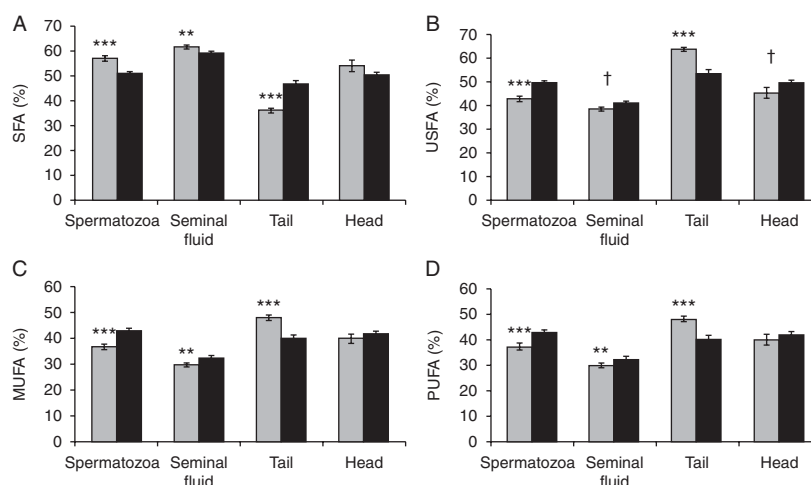 A
SFA (%)
70
60
50
40
30
20
10
0
***
**
***
Spermatozoa
Seminal
fluid
Tail
Head
B
USFA (%)
70
60
50
40
30
20
10
0
***
†
***
†
Spermatozoa
Seminal
fluid
Tail
Head
C
MUFA (%)
60
50
40
30
20
10
0
***
**
***
Spermatozoa
Seminal
fluid
Tail
Head
D
PUFA (%)
60
50
40
30
20
10
0
***
**
***
Spermatozoa
Seminal
fluid
Tail
Head